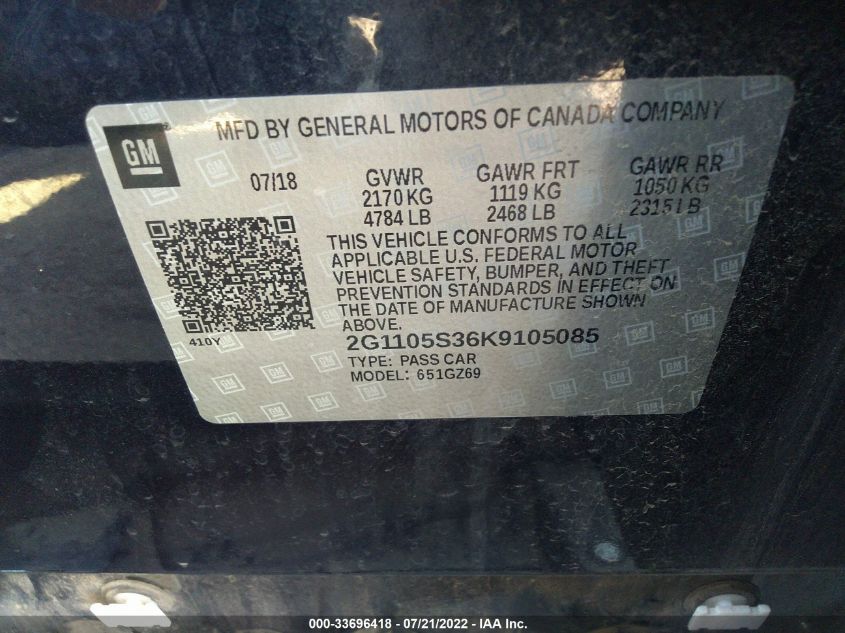 GM
MFD BY GENERAL MOTORS OF CANADA COMPANY
07/18
GVWR
2170 KG
4784 LB
GAWR FRT
1119 KG
2468 LB
GAWR RR
1050 KG
2315 LB
THIS VEHICLE CONFORMS TO ALL
APPLICABLE U.S. FEDERAL MOTOR
VEHICLE SAFETY, BUMPER, AND THEFT
PREVENTION STANDARDS IN EFFECT ON
THE DATE OF MANUFACTURE SHOWN
ABOVE.
410Y
2G1105S36K9105085
TYPE: PASS CAR
MODEL: 651GZ69
000-33696418 - 07/21/2022 - IAA Inc.